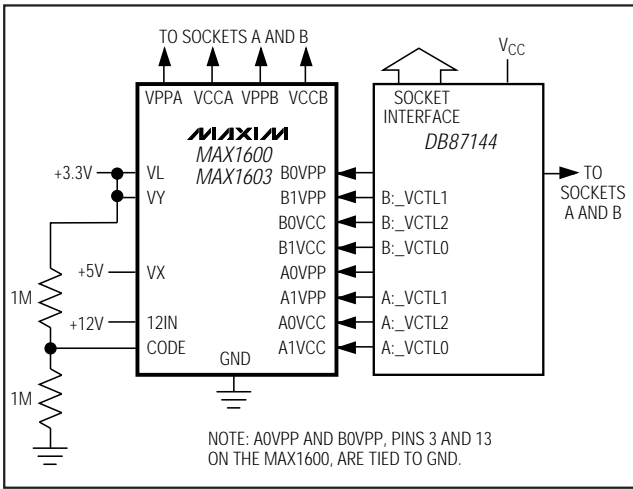 TO SOCKETS A AND B
VPPA VCCA VPPB VCCB
VCC
SOCKET
INTERFACE
DB87144
MAXIM
MAX1600
MAX1603
+3.3V
VL
VY
+5V
VX
+12V
12IN
CODE
GND
1M
1M
B0VPP
B1VPP
B0VCC
B1VCC
A0VPP
A1VPP
A0VCC
A1VCC
B:_VCTL1
B:_VCTL2
B:_VCTL0
A:_VCTL1
A:_VCTL2
A:_VCTL0
TO
SOCKETS
A AND B
NOTE: A0VPP AND B0VPP, PINS 3 AND 13
ON THE MAX1600, ARE TIED TO GND.